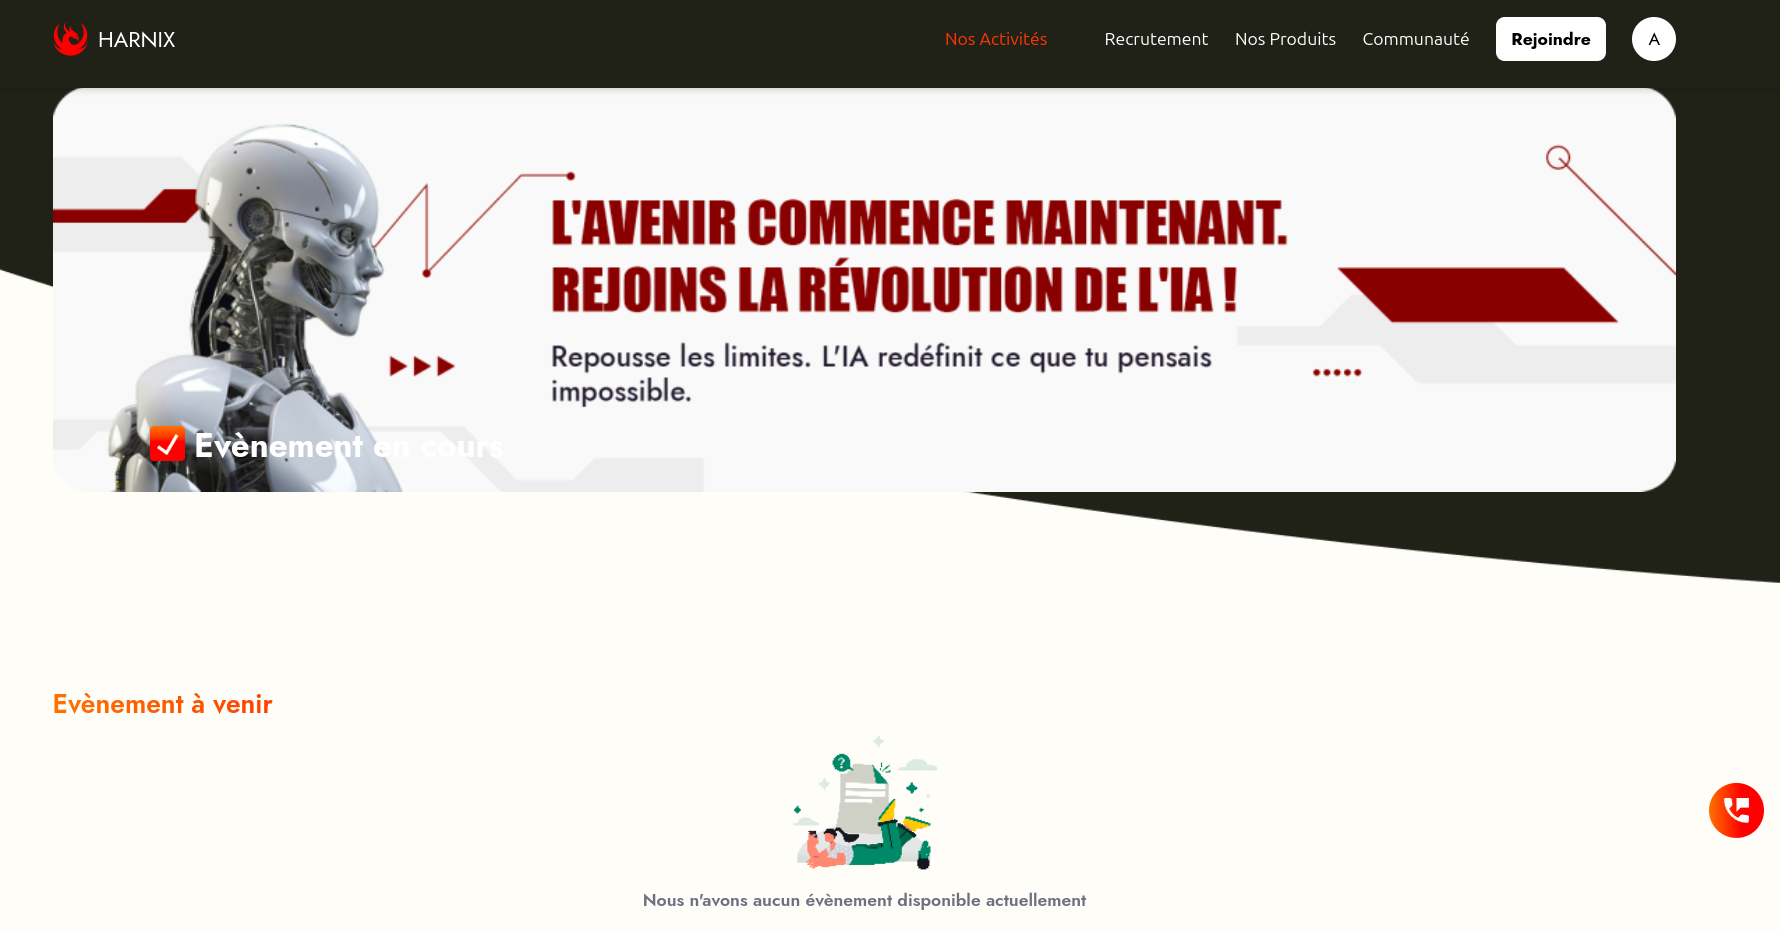 HARNIX
Nos Activités
Recrutement
Nos Produits
Communauté
Rejoindre
A
L'AVENIR COMMENCE MAINTENANT.
REJOINS LA RÉVOLUTION DE L'IA !
Repousse les limites. L'IA redéfinit ce que tu pensais
impossible.
Evènement en cours
Evènement à venir
?
Nous n'avons aucun évènement disponible actuellement